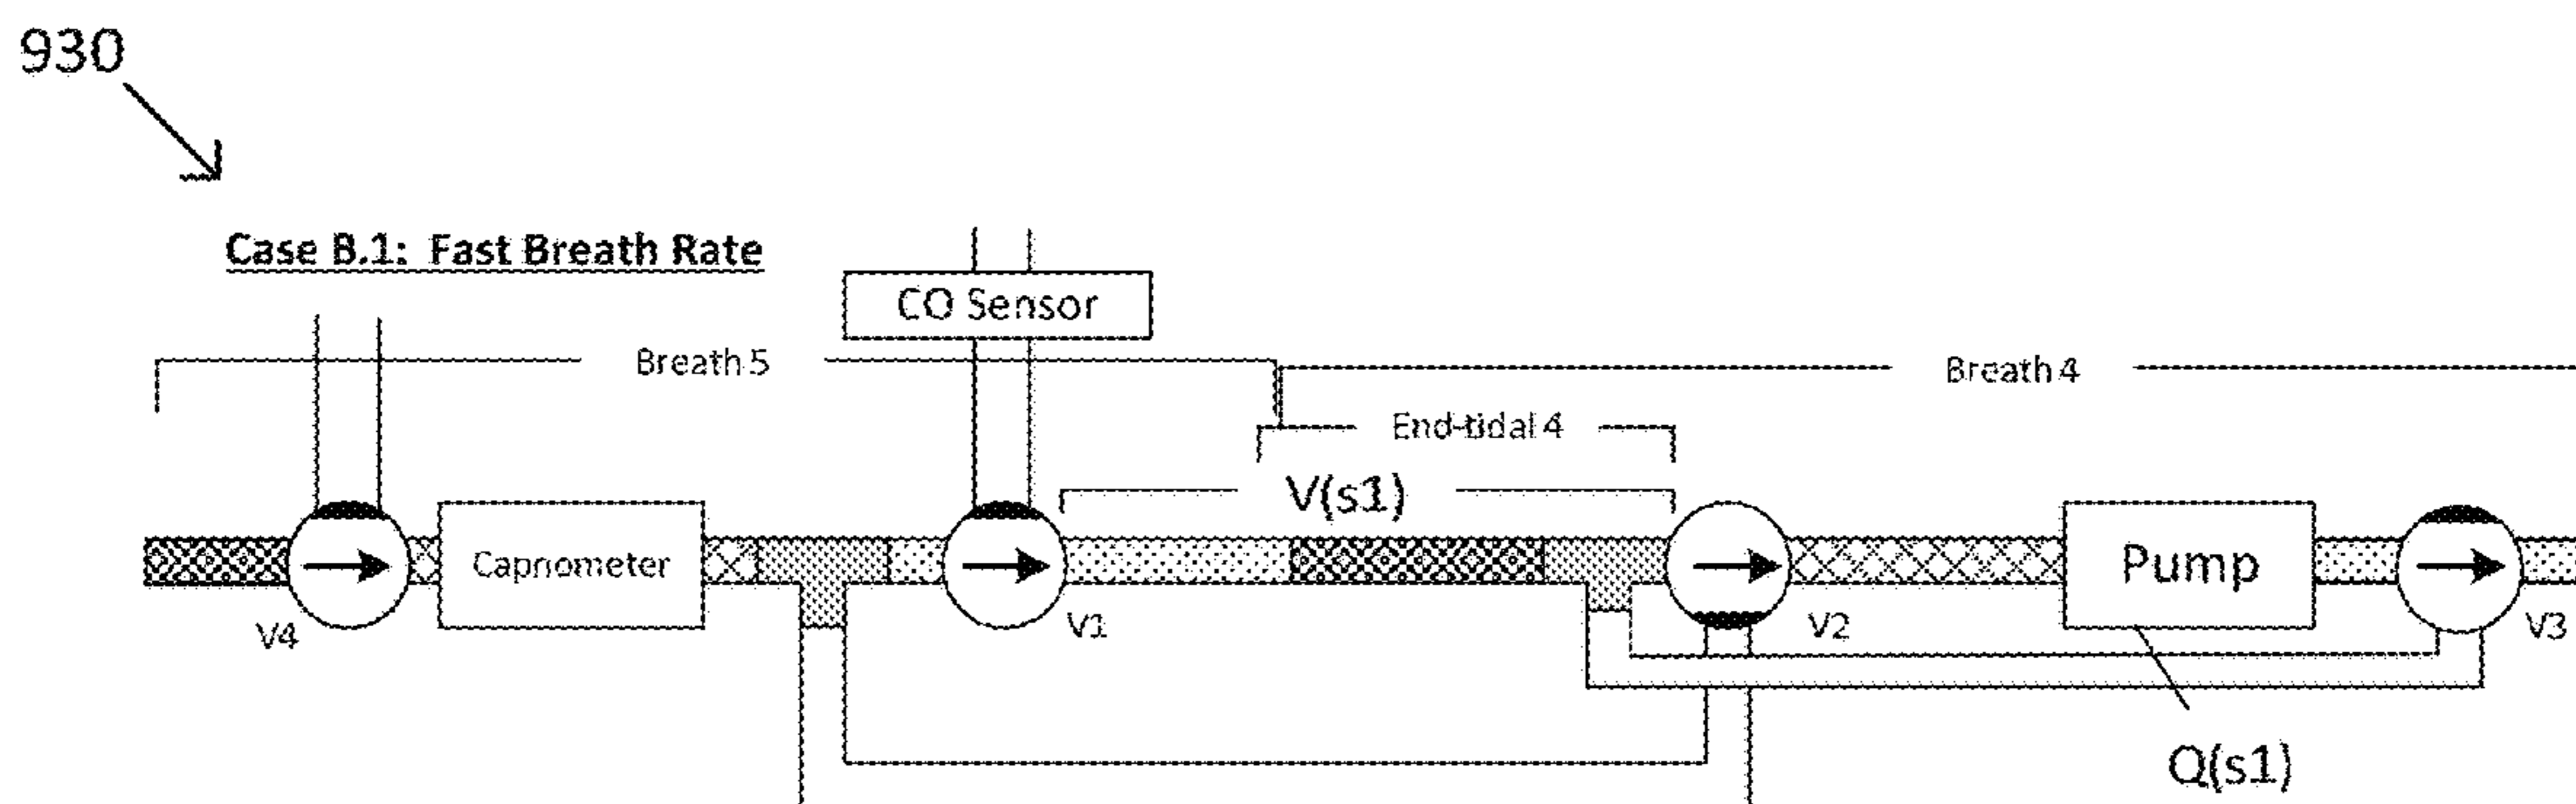 930
Case B.1: Fast Breath Rate
CO Sensor
Breath 5
Breath 4
End-tidal 4
V(s1)
Capnometer
Pump
V4
V1
V2
V3
Q(s1)